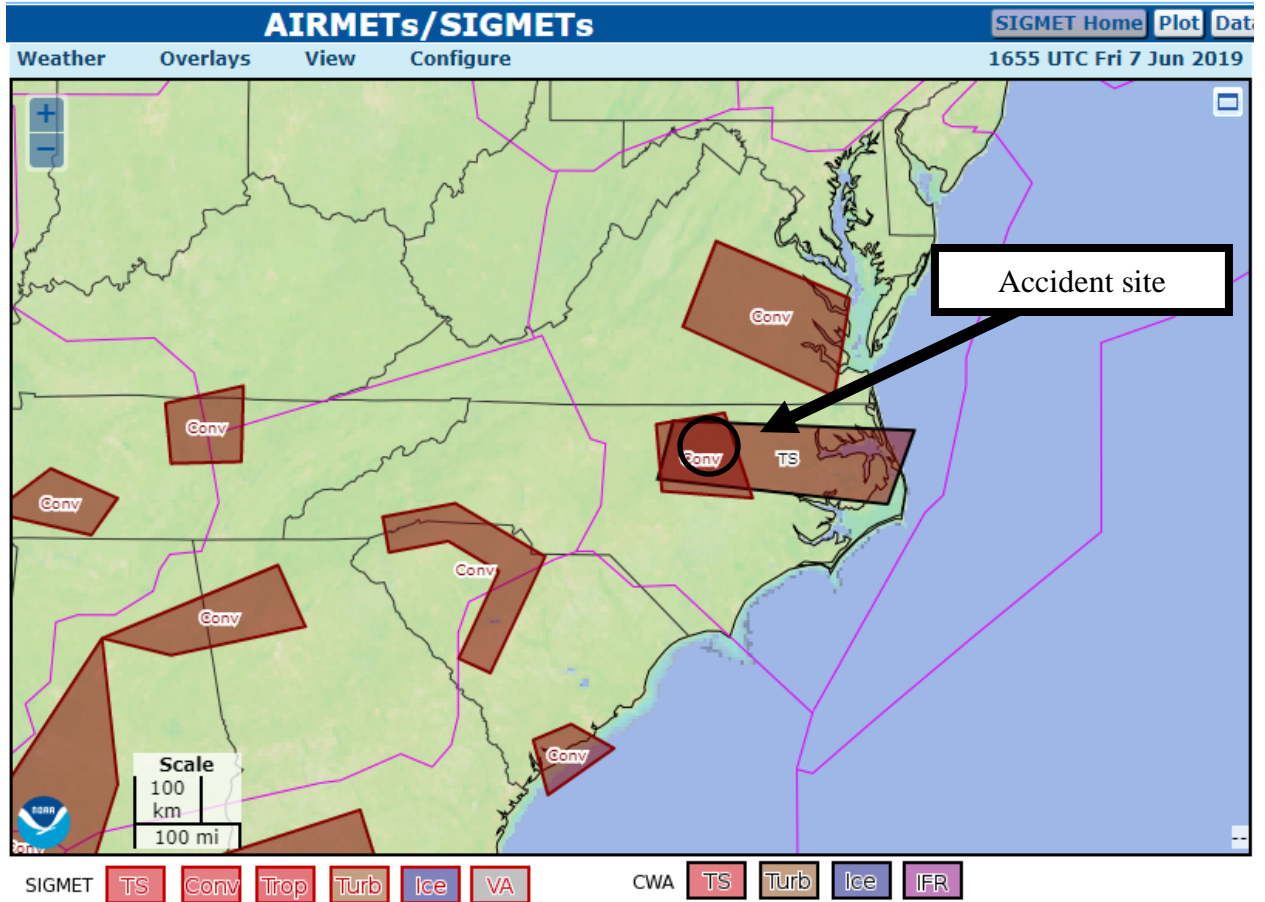 AIRMETs/SIGMETs
SIGMET Home Plot Data
Weather Overlays View Configure
1655 UTC Fri 7 Jun 2019
+
−
Accident site
Conv
Conv
Conv TS
Conv
Conv
Conv
Conv
Scale
100
km
100 mi
NOAA
--
SIGMET TS Conv Trop Turb Ice VA
CWA TS Turb Ice IFR